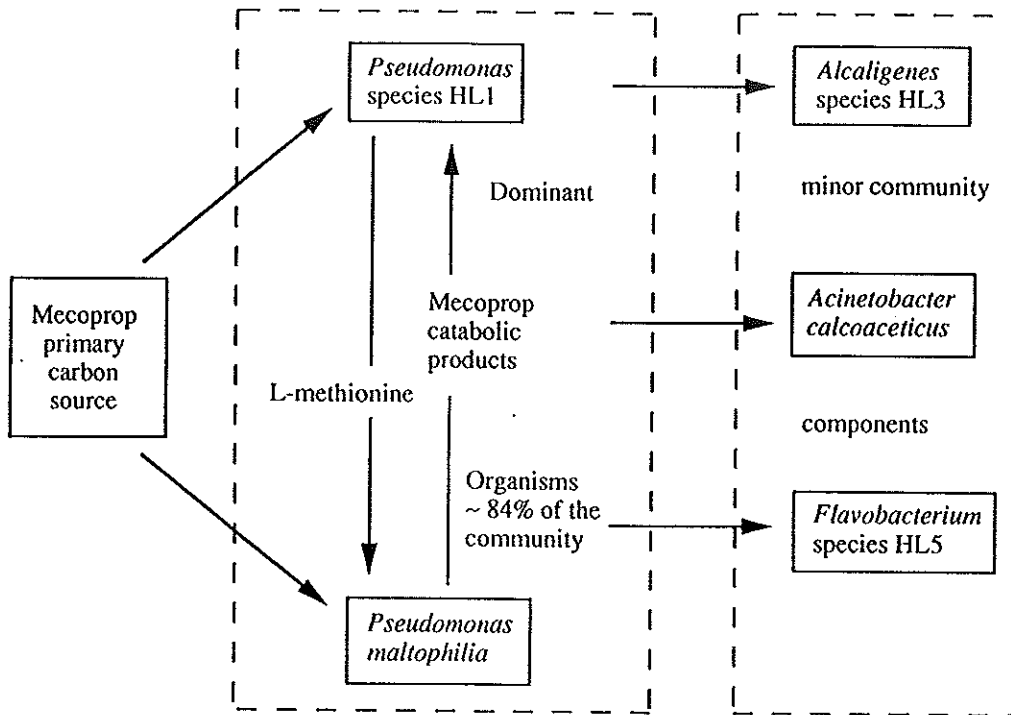 Pseudomonas
species HL1
Alcaligenes
species HL3
Dominant
minor community
Mecoprop
primary
carbon
source
Mecoprop
catabolic
products
Acinetobacter
calcoaceticus
L-methionine
components
Organisms
~ 84% of the
community
Flavobacterium
species HL5
Pseudomonas
maltophilia